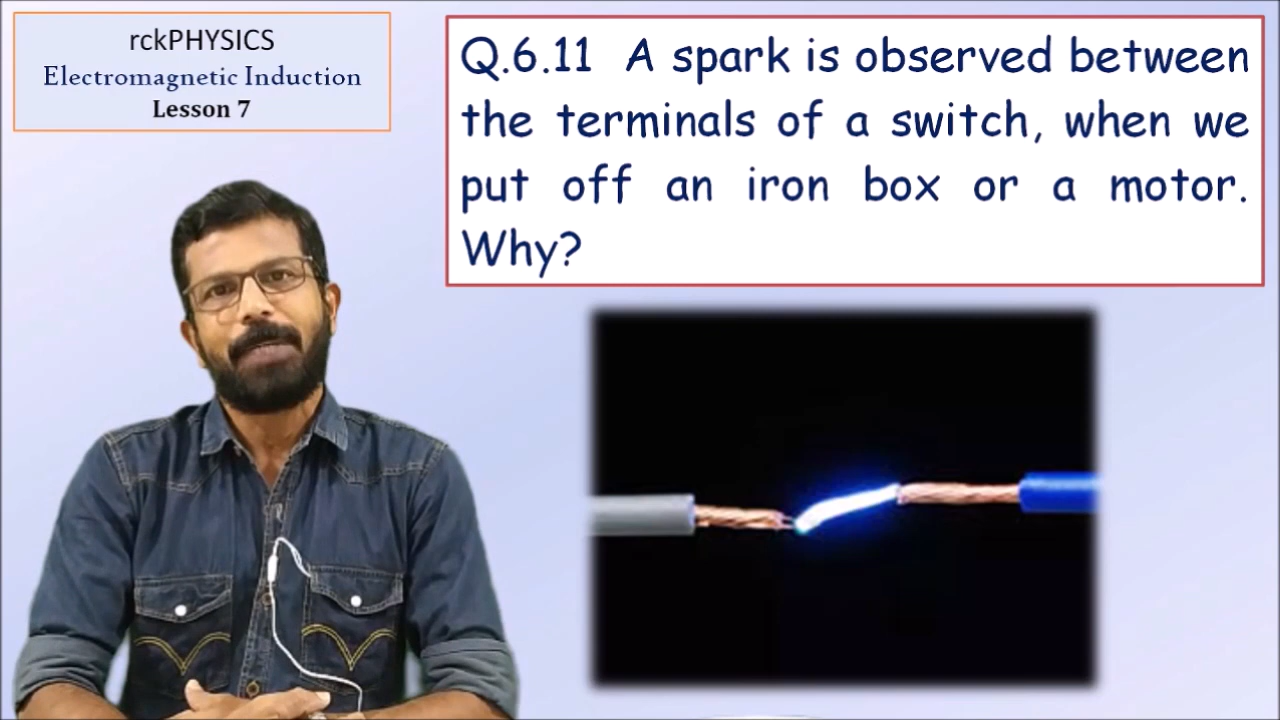 rckPHYSICS
Electromagnetic Induction
Lesson 7
Q.6.11 A spark is observed between
the terminals of a switch, when we
put off an iron box or a motor.
Why?